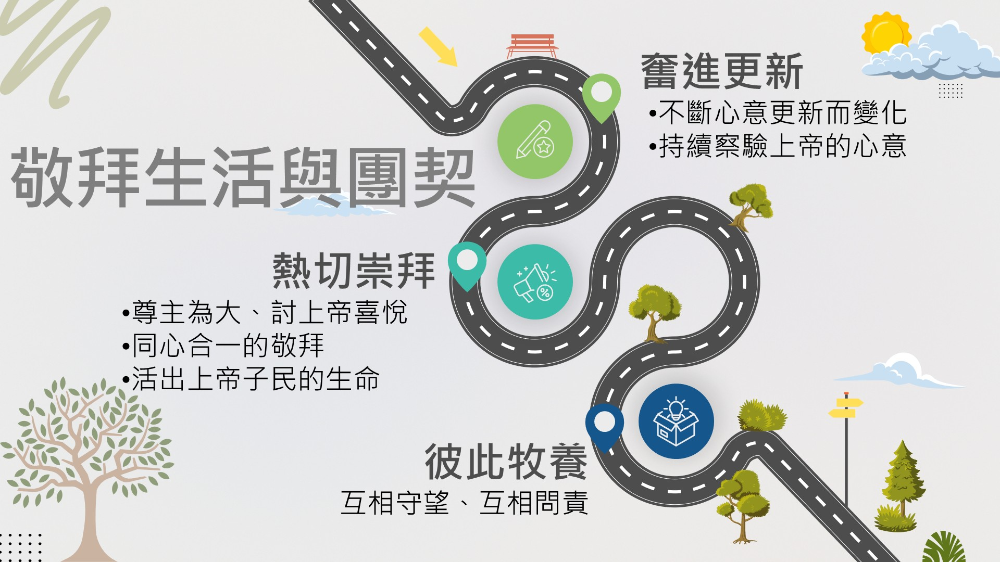 敬拜生活與團契
奮進更新
•不斷心意更新而變化
•持續察驗上帝的心意
熱切崇拜
•尊主為大、討上帝喜悅
•同心合一的敬拜
•活出上帝子民的生命
彼此牧養
互相守望、互相問責